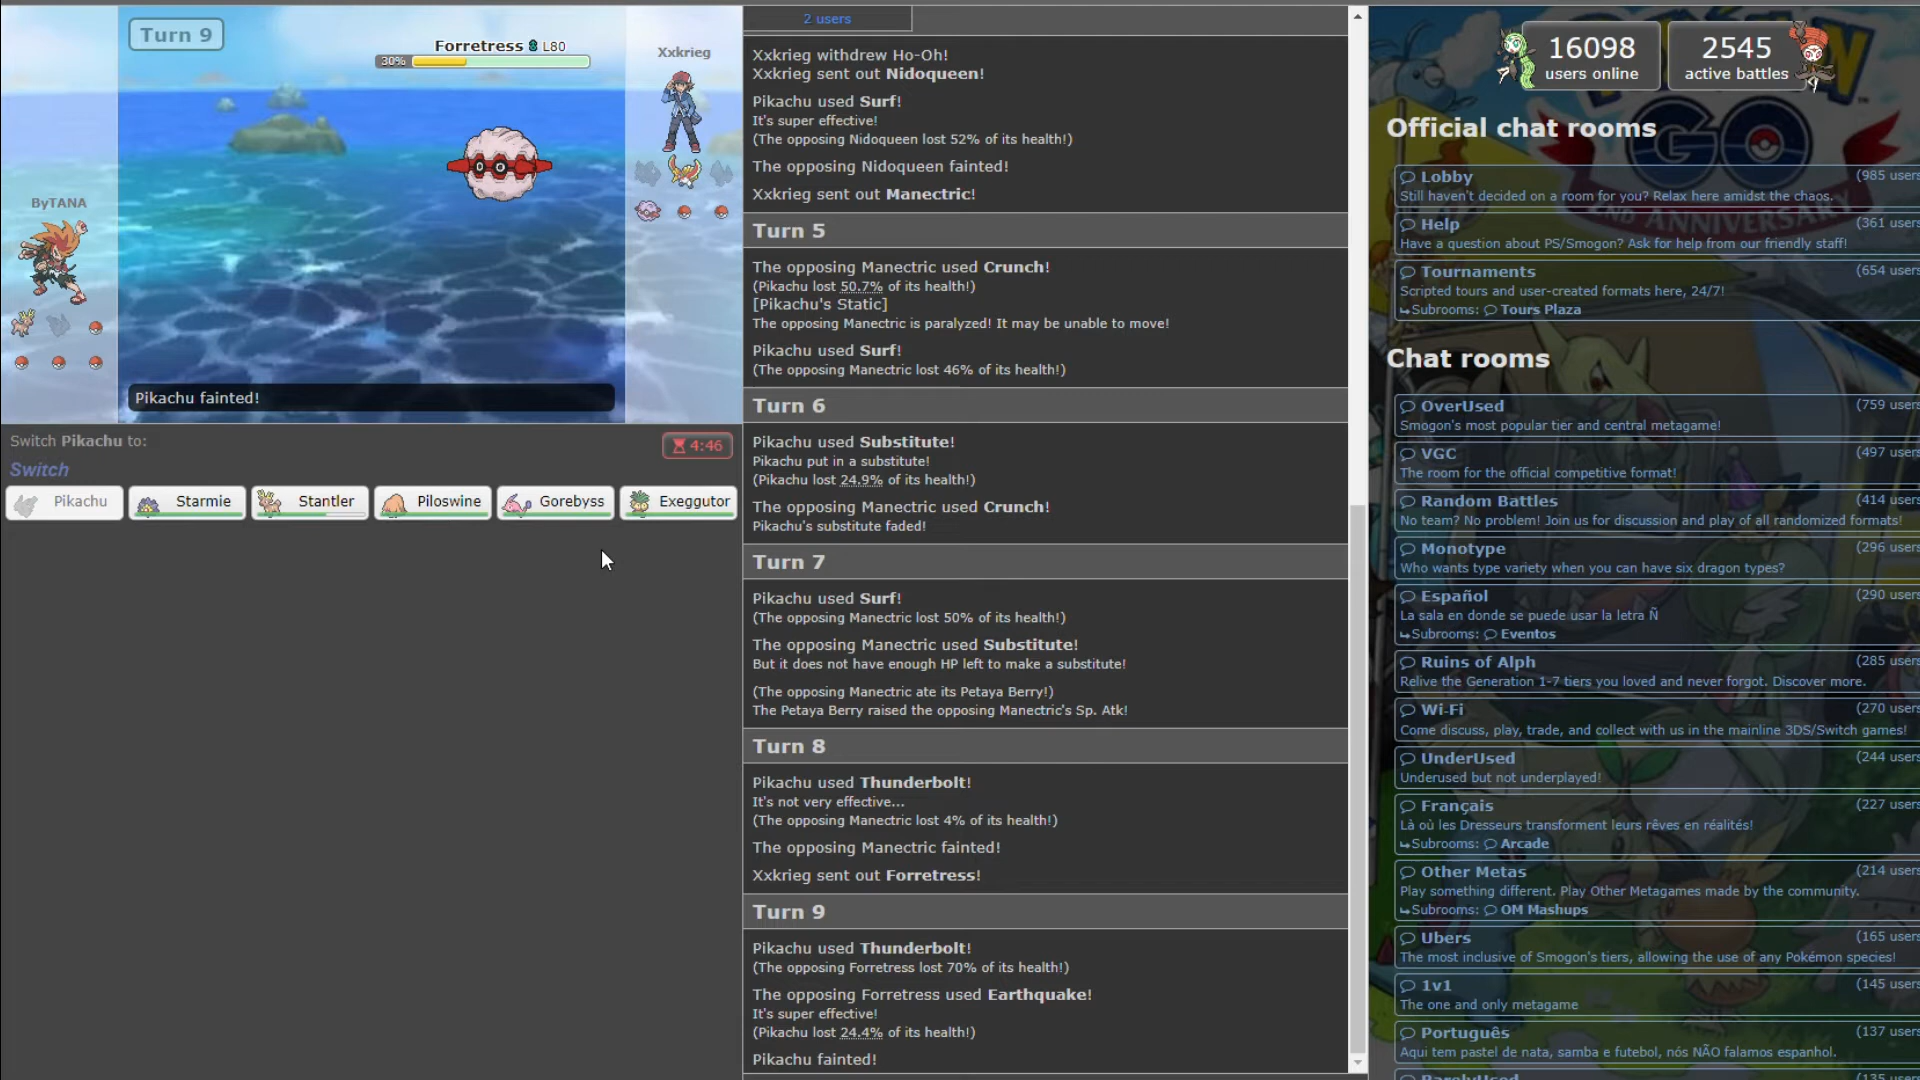 Turn 9
Forretress L80
30%
Xxkrieg
ByTANA
Pikachu fainted!
Switch Pikachu to:
4:46
Switch
Pikachu
Starmie
Stantler
Piloswine
Gorebyss
Exeggutor
2 users
Xxkrieg withdrew Ho-Oh!
Xxkrieg sent out Nidoqueen!
Pikachu used Surf!
It's super effective!
(The opposing Nidoqueen lost 52% of its health!)
The opposing Nidoqueen fainted!
Xxkrieg sent out Manectric!
Turn 5
The opposing Manectric used Crunch!
(Pikachu lost 50.7% of its health!)
[Pikachu's Static]
The opposing Manectric is paralyzed! It may be unable to move!
Pikachu used Surf!
(The opposing Manectric lost 46% of its health!)
Turn 6
Pikachu used Substitute!
Pikachu put in a substitute!
(Pikachu lost 24.9% of its health!)
The opposing Manectric used Crunch!
Pikachu's substitute faded!
Turn 7
Pikachu used Surf!
(The opposing Manectric lost 50% of its health!)
The opposing Manectric used Substitute!
But it does not have enough HP left to make a substitute!
(The opposing Manectric ate its Petaya Berry!)
The Petaya Berry raised the opposing Manectric's Sp. Atk!
Turn 8
Pikachu used Thunderbolt!
It's not very effective...
(The opposing Manectric lost 4% of its health!)
The opposing Manectric fainted!
Xxkrieg sent out Forretress!
Turn 9
Pikachu used Thunderbolt!
(The opposing Forretress lost 70% of its health!)
The opposing Forretress used Earthquake!
It's super effective!
(Pikachu lost 24.4% of its health!)
Pikachu fainted!
16098
users online
2545
active battles
GO
2ND ANNIVERSARY
Official chat rooms
Lobby (985 users
Still haven't decided on a room for you? Relax here amidst the chaos.
Help (361 users
Have a question about PS/Smogon? Ask for help from our friendly staff!
Tournaments (654 users
Scripted tours and user-created formats here, 24/7!
↳Subrooms: Tours Plaza
Chat rooms
OverUsed (759 users
Smogon's most popular tier and central metagame!
VGC (497 users
The room for the official competitive format!
Random Battles (414 users
No team? No problem! Join us for discussion and play of all randomized formats!
Monotype (296 users
Who wants type variety when you can have six dragon types?
Español (290 users
La sala en donde se puede usar la letra Ñ
↳Subrooms: Eventos
Ruins of Alph (285 users
Relive the Generation 1-7 tiers you loved and never forgot. Discover more.
Wi-Fi (270 users
Come discuss, play, trade, and collect with us in the mainline 3DS/Switch games!
UnderUsed (244 users
Underused but not underplayed!
Français (227 users
Là où les Dresseurs transforment leurs rêves en réalités!
↳Subrooms: Arcade
Other Metas (214 users
Play something different. Play Other Metagames made by the community.
↳Subrooms: OM Mashups
Ubers (165 users
The most inclusive of Smogon's tiers, allowing the use of any Pokémon species!
1v1 (145 users
The one and only metagame
Português (137 users
Aqui tem pastel de nata, samba e futebol, nós NÃO falamos espanhol.
RarelyUsed (135 users